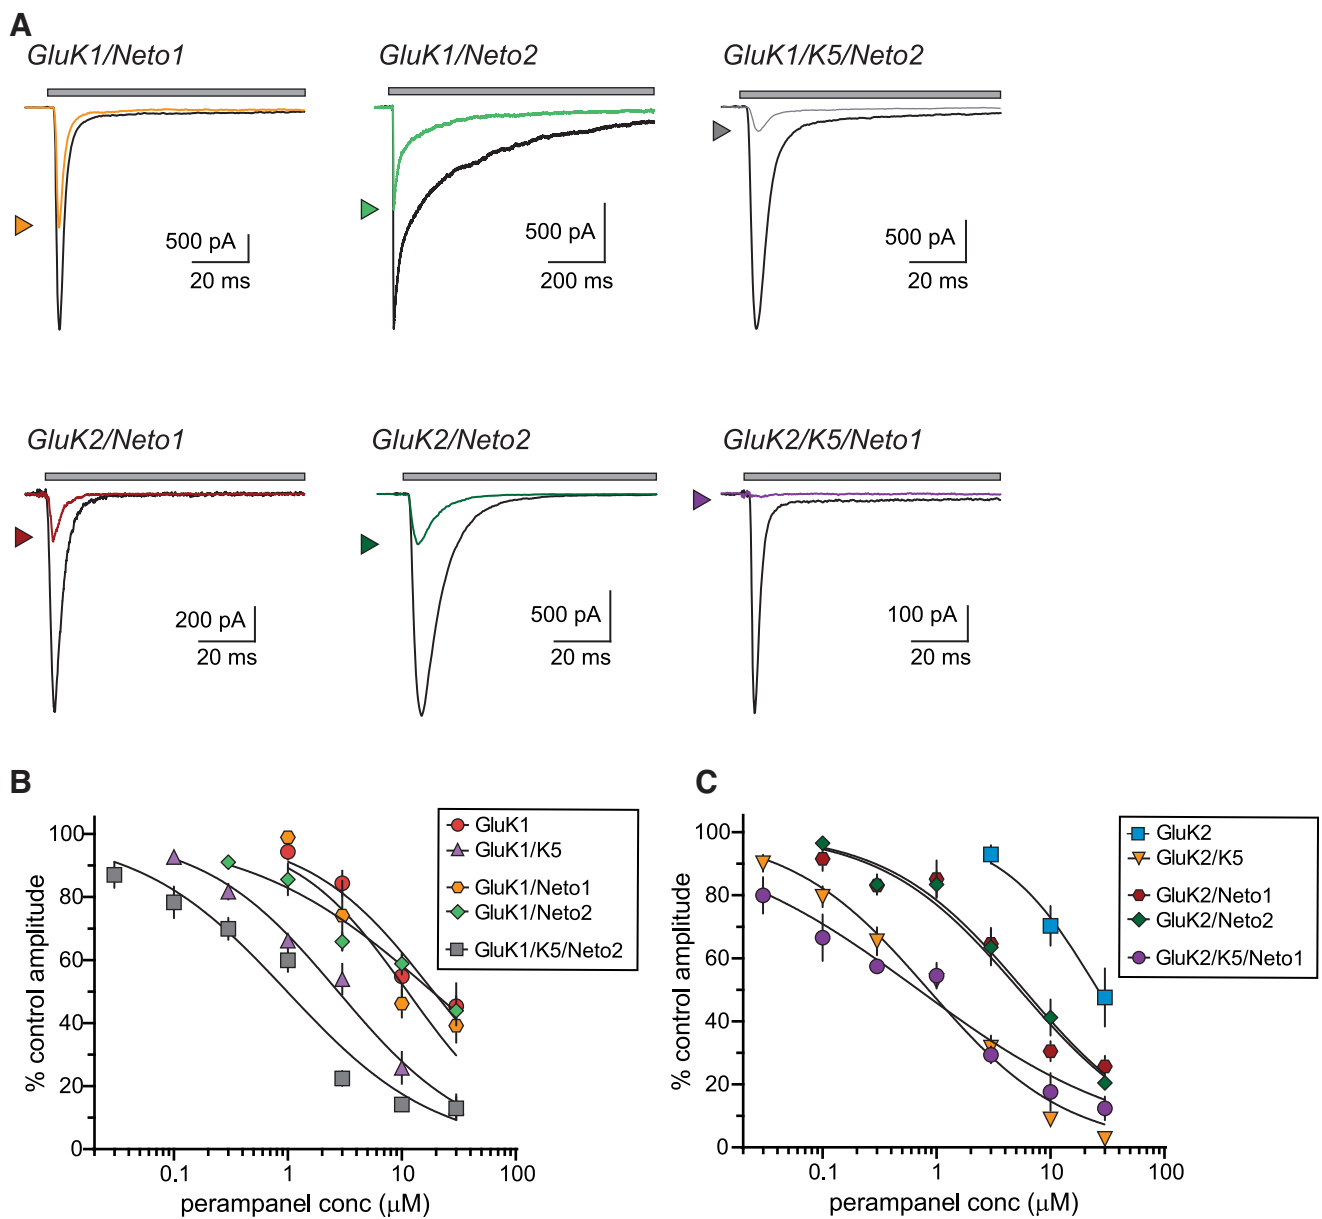 A
GluK1/Neto1
GluK1/Neto2
GluK1/K5/Neto2
500 pA
20 ms
500 pA
200 ms
500 pA
20 ms
GluK2/Neto1
GluK2/Neto2
GluK2/K5/Neto1
200 pA
20 ms
500 pA
20 ms
100 pA
20 ms
B
% control amplitude
100
80
60
40
20
0
0.1
1
10
100
perampanel conc (μM)
GluK1
GluK1/K5
GluK1/Neto1
GluK1/Neto2
GluK1/K5/Neto2
C
% control amplitude
100
80
60
40
20
0
0.1
1
10
100
perampanel conc (μM)
GluK2
GluK2/K5
GluK2/Neto1
GluK2/Neto2
GluK2/K5/Neto1